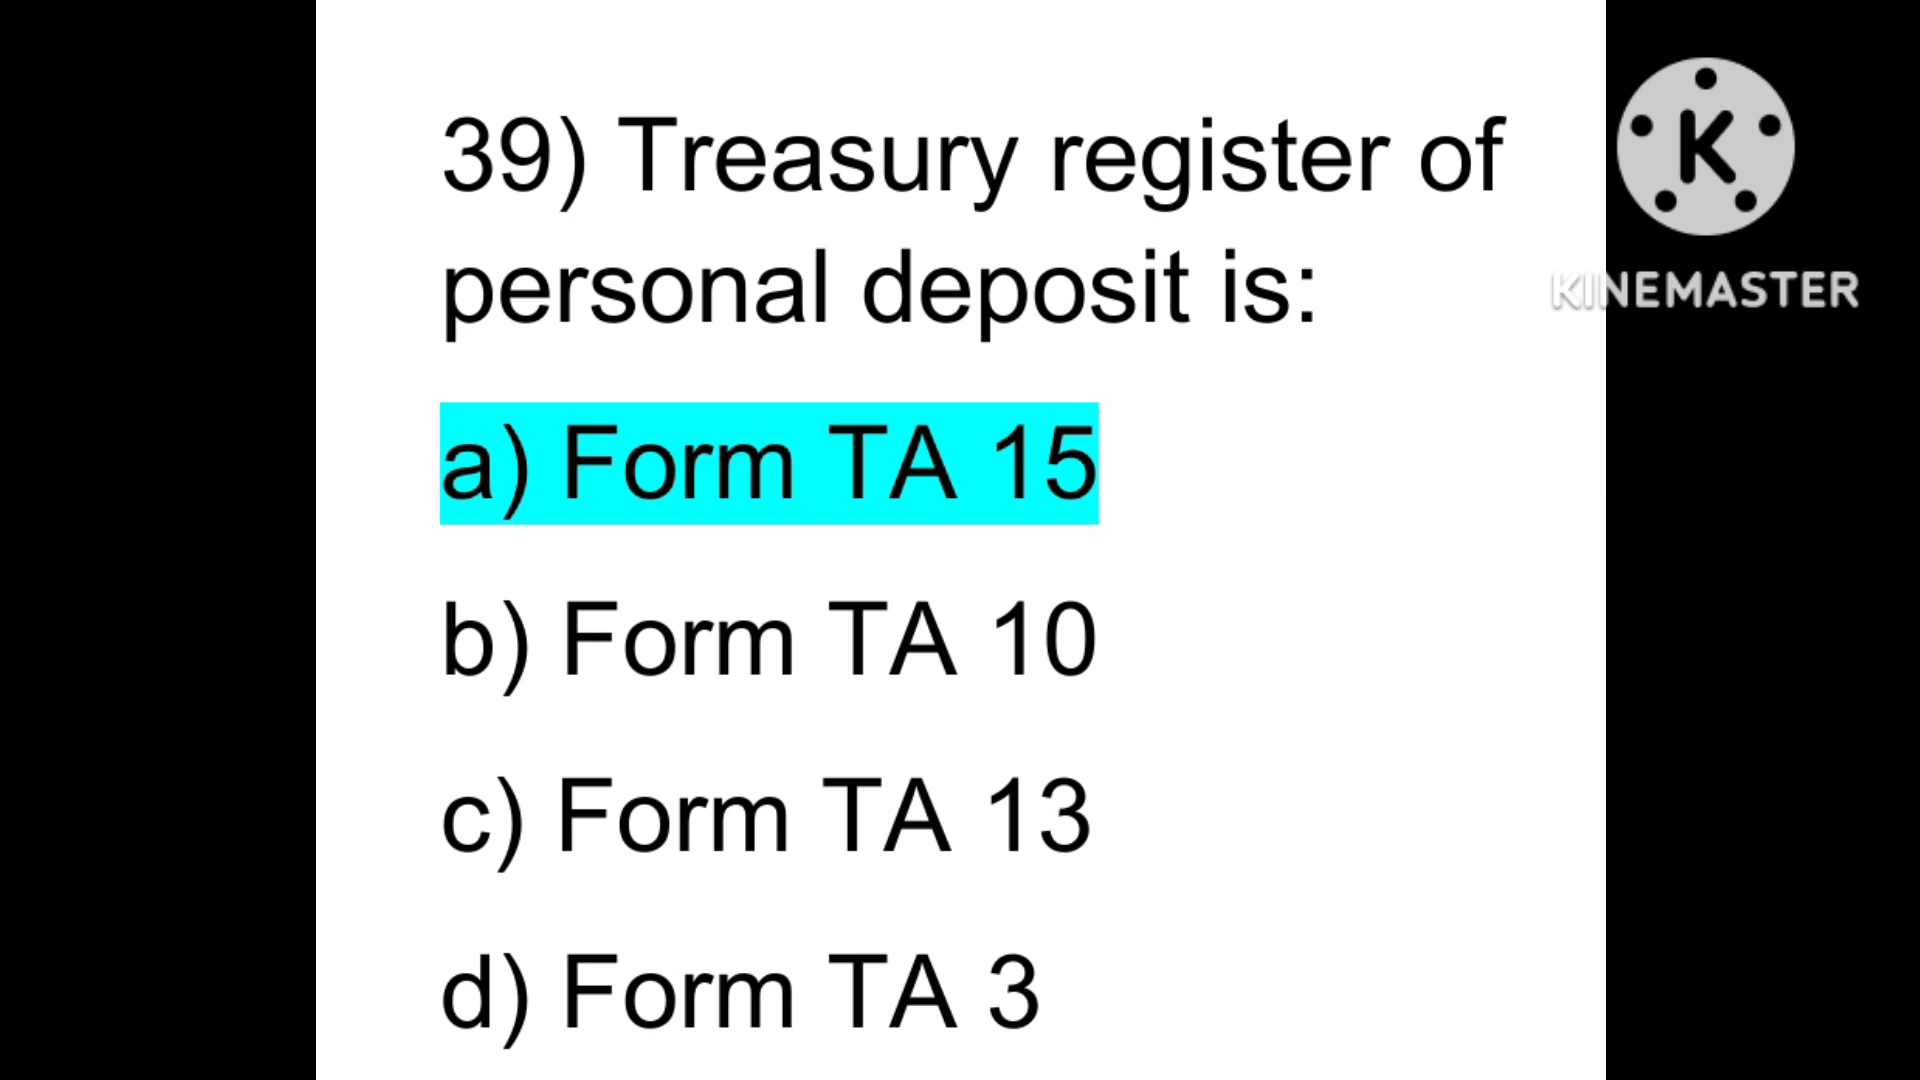 39) Treasury register of
personal deposit is:
a) Form TA 15
b) Form TA 10
c) Form TA 13
d) Form TA 3
K
KINEMASTER